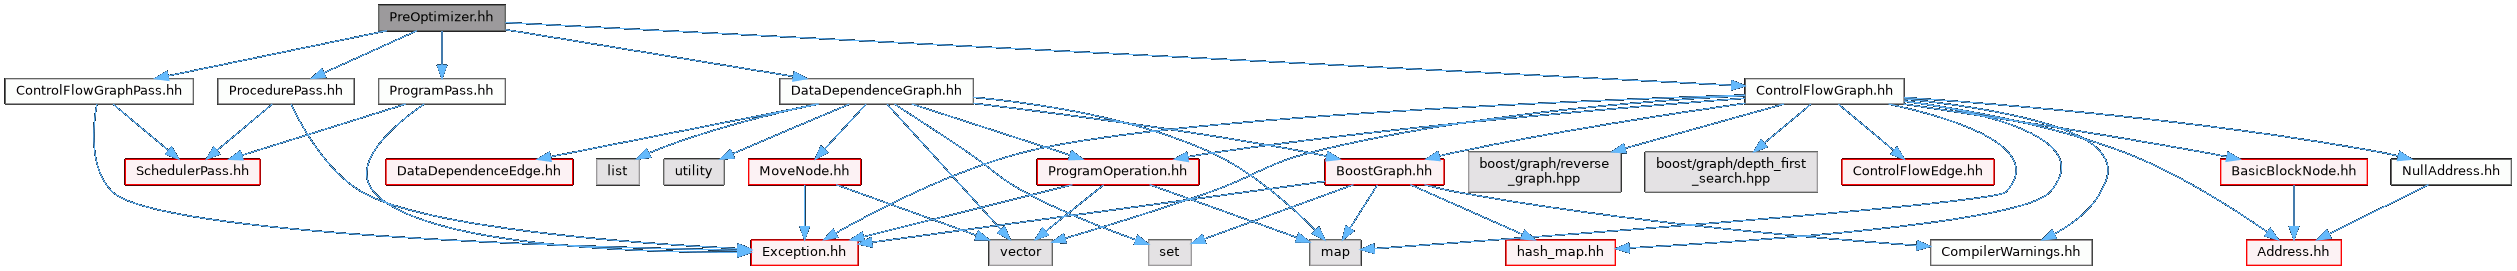 PreOptimizer.hh
ControlFlowGraphPass.hh
ProcedurePass.hh
ProgramPass.hh
DataDependenceGraph.hh
ControlFlowGraph.hh
SchedulerPass.hh
DataDependenceEdge.hh
list
utility
MoveNode.hh
ProgramOperation.hh
BoostGraph.hh
boost/graph/reverse
_graph.hpp
boost/graph/depth_first
_search.hpp
ControlFlowEdge.hh
BasicBlockNode.hh
NullAddress.hh
Exception.hh
vector
set
map
hash_map.hh
CompilerWarnings.hh
Address.hh